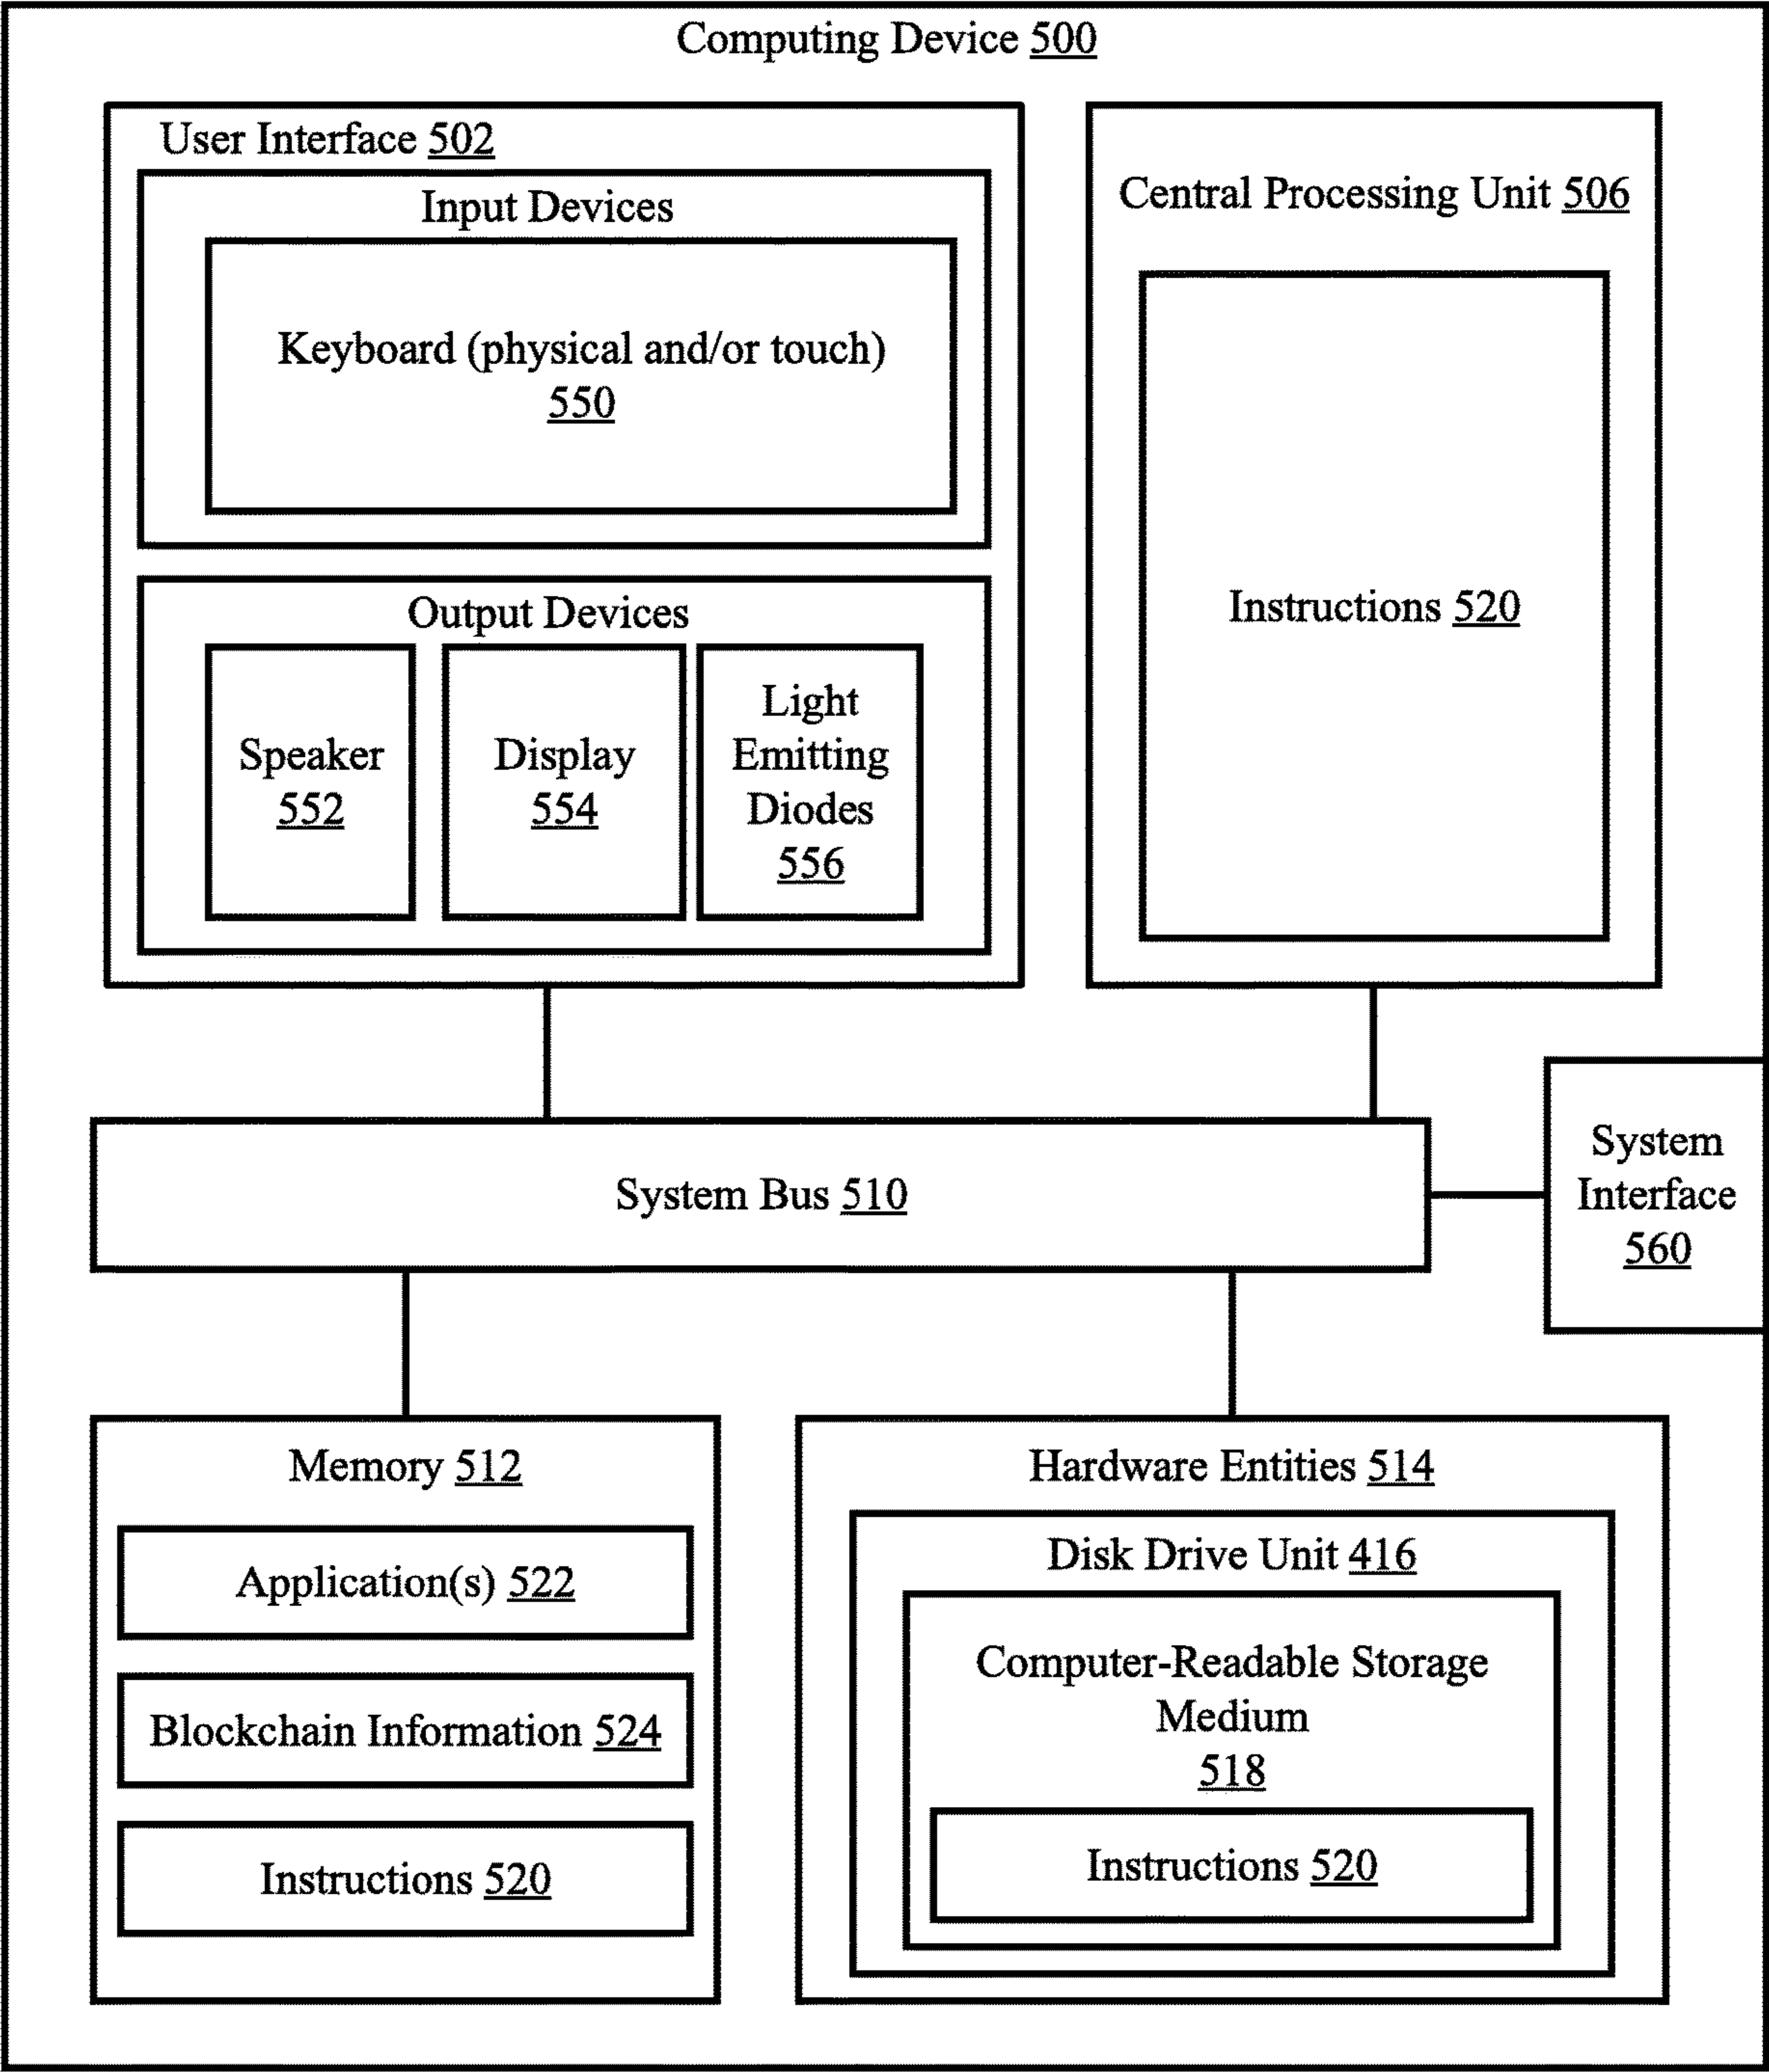 Computing Device 500
User Interface 502
Input Devices
Keyboard (physical and/or touch)
550
Output Devices
Speaker
552
Display
554
Light
Emitting
Diodes
556
Central Processing Unit 506
Instructions 520
System Bus 510
System
Interface
560
Memory 512
Application(s) 522
Blockchain Information 524
Instructions 520
Hardware Entities 514
Disk Drive Unit 416
Computer-Readable Storage
Medium
518
Instructions 520